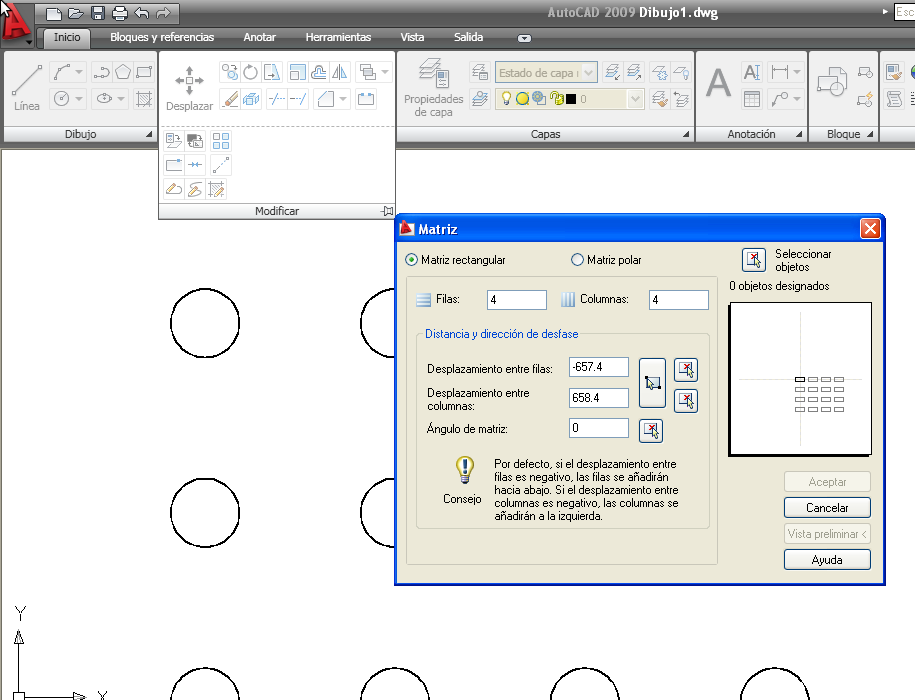 AutoCAD 2009 Dibujo1.dwg
Esc
Inicio
Bloques y referencias
Anotar
Herramientas
Vista
Salida
Línea
Desplazar
Propiedades
de capa
Estado de capa
0
A
A
Dibujo
Capas
Anotación
Bloque
Modificar
Matriz
Matriz rectangular
Matriz polar
Seleccionar
objetos
0 objetos designados
Filas:
4
Columnas:
4
Distancia y dirección de desfase
Desplazamiento entre filas:
-657.4
Desplazamiento entre
columnas:
658.4
Ángulo de matriz:
0
Consejo
Por defecto, si el desplazamiento entre
filas es negativo, las filas se añadirán
hacia abajo. Si el desplazamiento entre
columnas es negativo, las columnas se
añadirán a la izquierda.
Aceptar
Cancelar
Vista preliminar <
Ayuda
Y
X